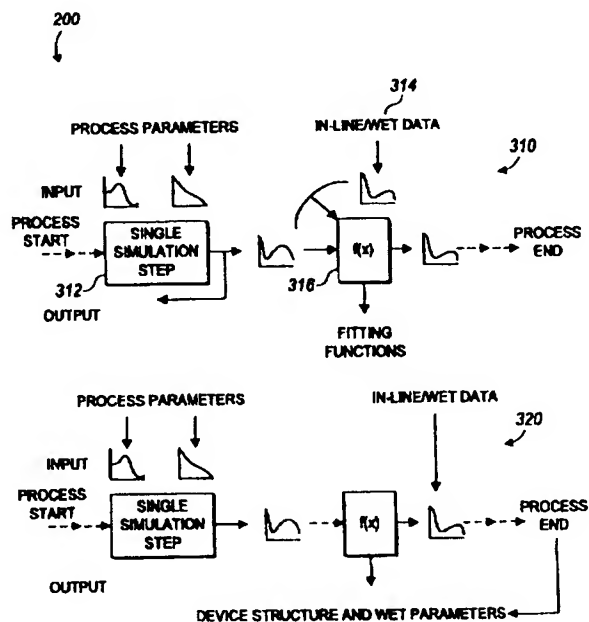 200
314
PROCESS PARAMETERS
IN-LINE/WET DATA
310
INPUT
PROCESS START
SINGLE SIMULATION STEP
f(x)
PROCESS END
312
316
OUTPUT
FITTING FUNCTIONS
PROCESS PARAMETERS
IN-LINE/WET DATA
320
INPUT
PROCESS START
SINGLE SIMULATION STEP
f(x)
PROCESS END
OUTPUT
DEVICE STRUCTURE AND WET PARAMETERS